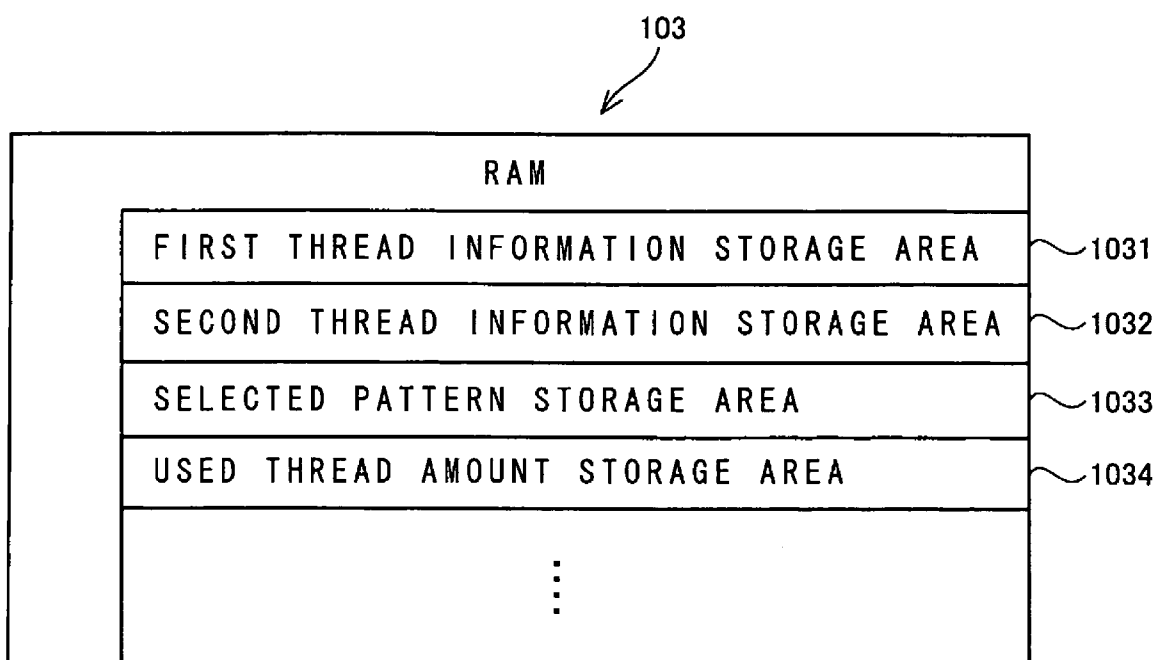 103
RAM
FIRST THREAD INFORMATION STORAGE AREA 1031
SECOND THREAD INFORMATION STORAGE AREA 1032
SELECTED PATTERN STORAGE AREA 1033
USED THREAD AMOUNT STORAGE AREA 1034